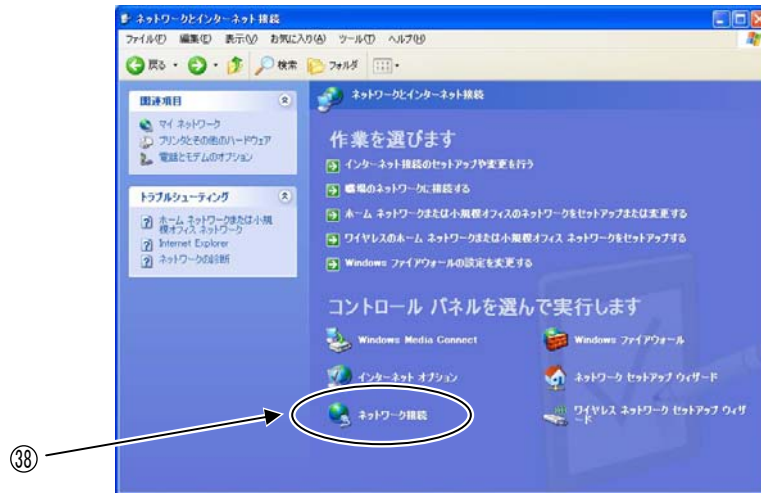 ネットワークとインターネット接続
ファイル(F) 編集(E) 表示(V) お気に入り(A) ツール(T) ヘルプ(H)
戻る 検索 フォルダ
関連項目
マイ ネットワーク
プリンタとその他のハードウェア
電話とモデムのオプション
トラブルシューティング
ホーム ネットワークまたは小規
模オフィス ネットワーク
Internet Explorer
ネットワークの診断
ネットワークとインターネット接続
作業を選びます
インターネット接続のセットアップや変更を行う
職場のネットワークに接続する
ホーム ネットワークまたは小規模オフィスのネットワークをセットアップまたは変更する
ワイヤレスのホーム ネットワークまたは小規模オフィス ネットワークをセットアップする
Windows ファイアウォールの設定を変更する
コントロール パネルを選んで実行します
Windows Media Connect
Windows ファイアウォール
インターネット オプション
ネットワーク セットアップ ウィザード
ネットワーク接続
ワイヤレス ネットワーク セットアップ ウィザ
ード
㊳